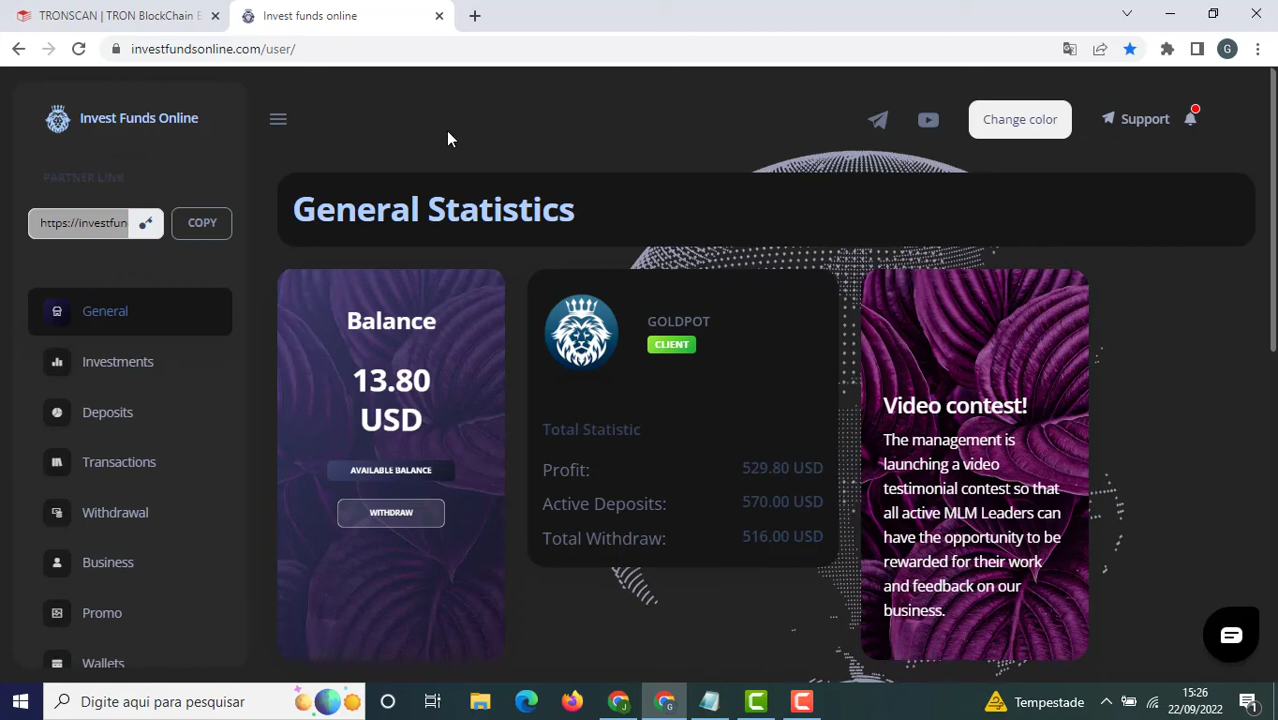 TRONSCAN | TRON BlockChain E
Invest funds online
investfundsonline.com/user/
G
Invest Funds Online
Change color
Support
PARTNER LINK
https://investfun
COPY
General Statistics
General
Investments
Deposits
Transactions
Withdrawal
Business
Promo
Wallets
Balance
13.80
USD
AVAILABLE BALANCE
WITHDRAW
GOLDPOT
CLIENT
Total Statistic
Profit: 529.80 USD
Active Deposits: 570.00 USD
Total Withdraw: 516.00 USD
Video contest!
The management is
launching a video
testimonial contest so that
all active MLM Leaders can
have the opportunity to be
rewarded for their work
and feedback on our
business.
Digite aqui para pesquisar
Tempestade
15:26
22/09/2022
1